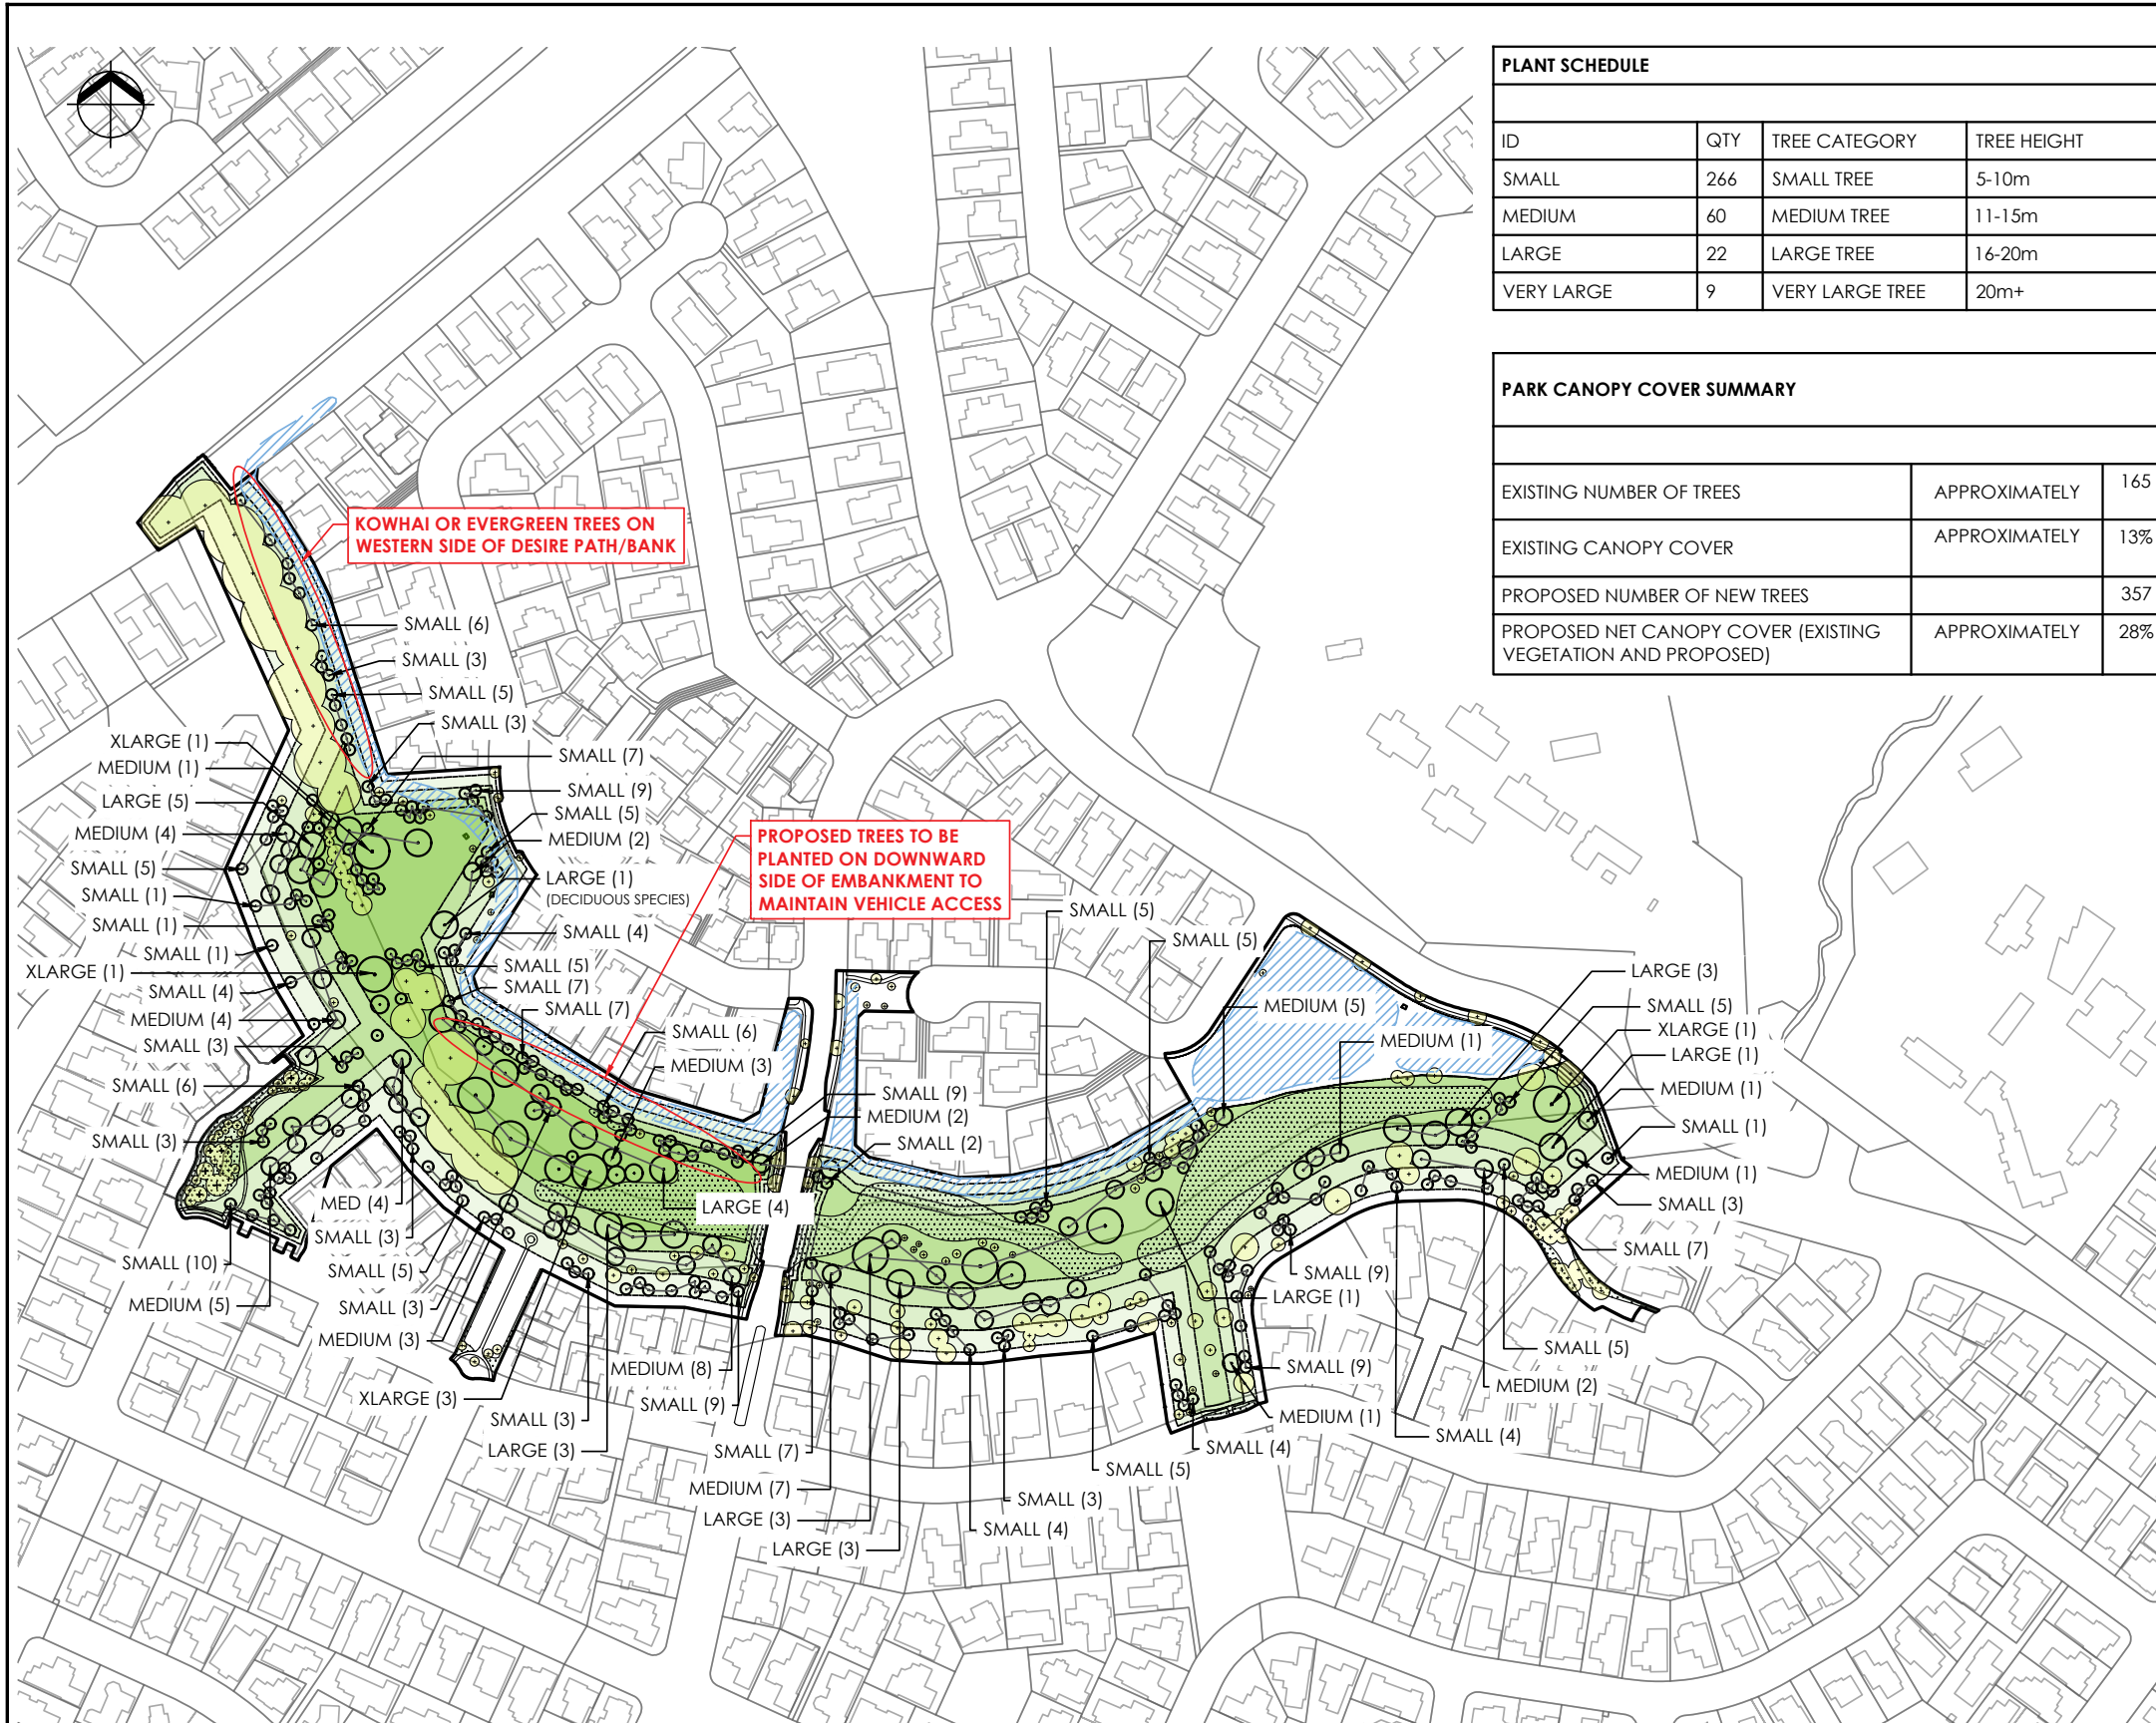 PLANT SCHEDULE
ID QTY TREE CATEGORY TREE HEIGHT
SMALL 266 SMALL TREE 5-10m
MEDIUM 60 MEDIUM TREE 11-15m
LARGE 22 LARGE TREE 16-20m
VERY LARGE 9 VERY LARGE TREE 20m+
PARK CANOPY COVER SUMMARY
EXISTING NUMBER OF TREES APPROXIMATELY 165
EXISTING CANOPY COVER APPROXIMATELY 13%
PROPOSED NUMBER OF NEW TREES 357
PROPOSED NET CANOPY COVER (EXISTING
VEGETATION AND PROPOSED) APPROXIMATELY 28%
KOWHAI OR EVERGREEN TREES ON
WESTERN SIDE OF DESIRE PATH/BANK
SMALL (6)
SMALL (3)
SMALL (5)
SMALL (3)
SMALL (7)
SMALL (9)
SMALL (5)
MEDIUM (2)
LARGE (1)
(DECIDUOUS SPECIES)
SMALL (4)
SMALL (5)
SMALL (7)
SMALL (7)
SMALL (6)
MEDIUM (3)
XLARGE (1)
MEDIUM (1)
LARGE (5)
MEDIUM (4)
SMALL (5)
SMALL (1)
SMALL (1)
SMALL (1)
XLARGE (1)
SMALL (4)
MEDIUM (4)
SMALL (3)
SMALL (6)
SMALL (3)
SMALL (10)
MEDIUM (5)
MED (4)
SMALL (3)
SMALL (5)
SMALL (3)
MEDIUM (3)
XLARGE (3)
SMALL (3)
LARGE (3)
MEDIUM (8)
SMALL (9)
LARGE (4)
PROPOSED TREES TO BE
PLANTED ON DOWNWARD
SIDE OF EMBANKMENT TO
MAINTAIN VEHICLE ACCESS
SMALL (9)
MEDIUM (2)
SMALL (2)
SMALL (5)
SMALL (5)
MEDIUM (5)
MEDIUM (1)
LARGE (3)
SMALL (5)
XLARGE (1)
LARGE (1)
MEDIUM (1)
SMALL (1)
MEDIUM (1)
SMALL (3)
SMALL (7)
SMALL (9)
LARGE (1)
SMALL (5)
SMALL (9)
MEDIUM (2)
MEDIUM (1)
SMALL (4)
SMALL (4)
SMALL (7)
SMALL (5)
MEDIUM (7)
SMALL (3)
LARGE (3)
SMALL (4)
LARGE (3)